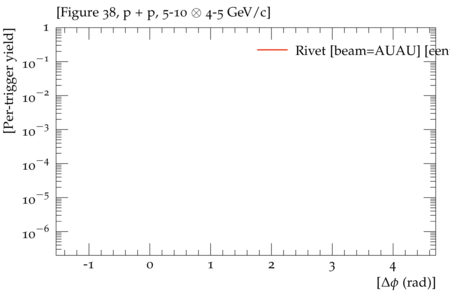 [Figure 38, p + p, 5-10 ⊗ 4-5 GeV/c]
[Per-trigger yield]
1
10⁻¹
10⁻²
10⁻³
10⁻⁴
10⁻⁵
10⁻⁶
Rivet [beam=AUAU] [cen
-1 0 1 2 3 4
[Δϕ (rad)]